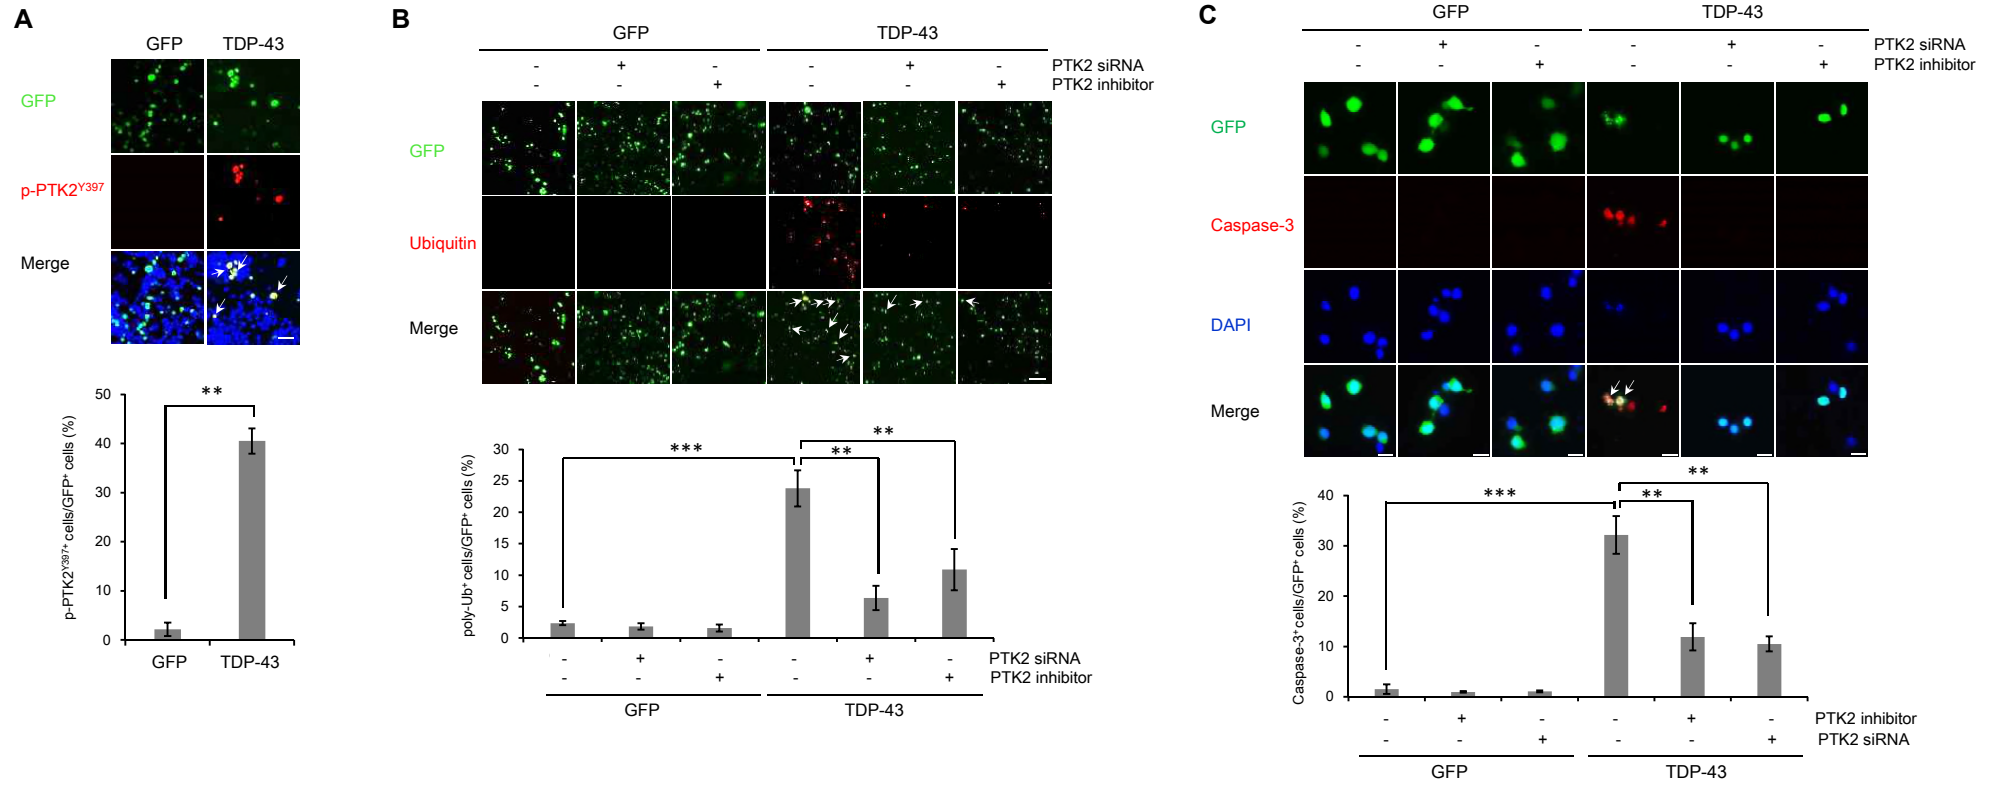 A
GFP TDP-43
GFP
p-PTK2Y397
Merge
**
50
40
30
20
10
0
p-PTK2Y397+ cells/GFP+ cells (%)
GFP TDP-43
B
GFP TDP-43
- + - - + - PTK2 siRNA
- - + - - + PTK2 inhibitor
GFP
Ubiquitin
Merge
**
*** **
30
25
20
15
10
5
0
poly-Ub+ cells/GFP+ cells (%)
- + - - + - PTK2 siRNA
- - + - - + PTK2 inhibitor
GFP TDP-43
C
GFP TDP-43
- + - - + - PTK2 siRNA
- - + - - + PTK2 inhibitor
GFP
Caspase-3
DAPI
Merge
**
*** **
40
30
20
10
0
Caspase-3+ cells/GFP+ cells (%)
- + - - + - PTK2 inhibitor
- - + - - + PTK2 siRNA
GFP TDP-43